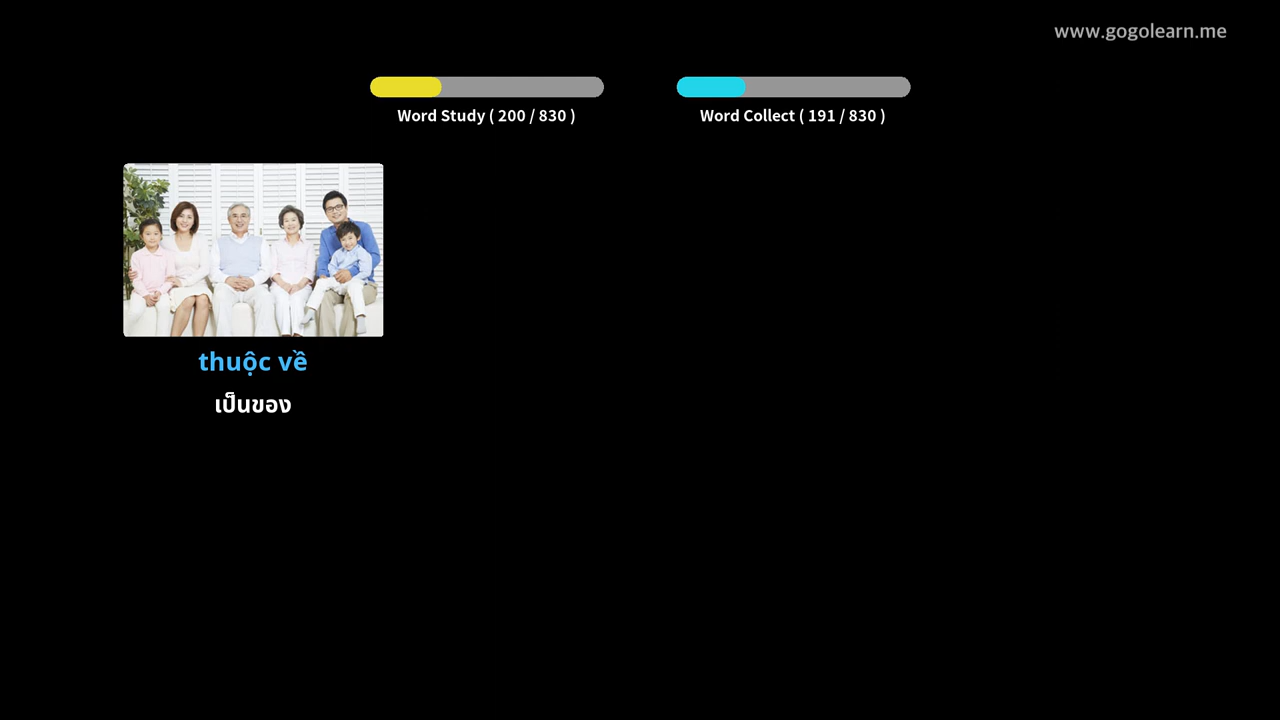 www.gogolearn.me
Word Study ( 200 / 830 )
Word Collect ( 191 / 830 )
thuộc về
เป็นของ